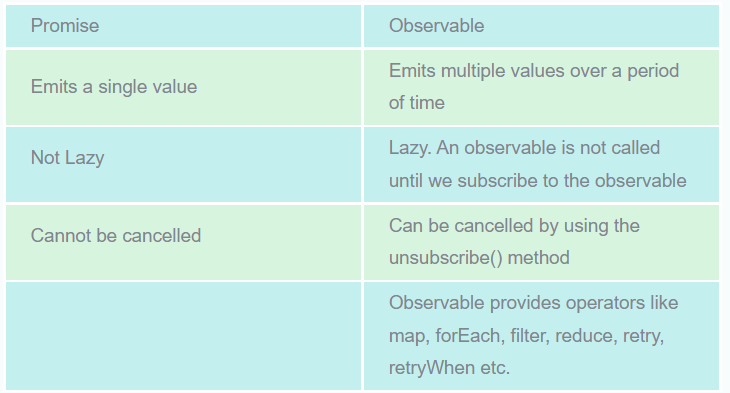 Promise
Observable
Emits a single value
Emits multiple values over a period
of time
Not Lazy
Lazy. An observable is not called
until we subscribe to the observable
Cannot be cancelled
Can be cancelled by using the
unsubscribe() method
Observable provides operators like
map, forEach, filter, reduce, retry,
retryWhen etc.